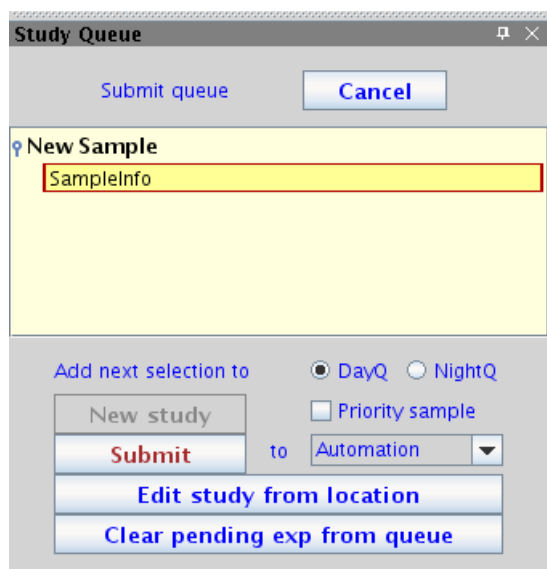 Study Queue
Submit queue Cancel
New Sample
SampleInfo
Add next selection to DayQ NightQ
New study Priority sample
Submit to Automation
Edit study from location
Clear pending exp from queue